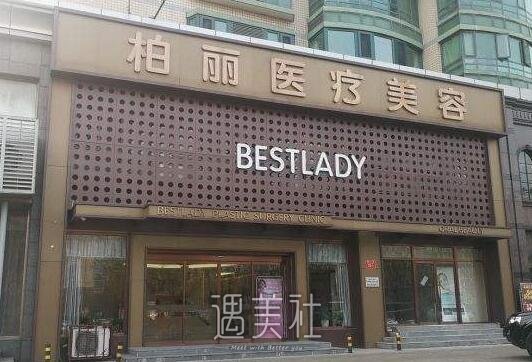 柏丽医疗美容
BESTLADY
BESTLADY PLASTIC SURGERY CLINIC
遇美社
Meet with Better you